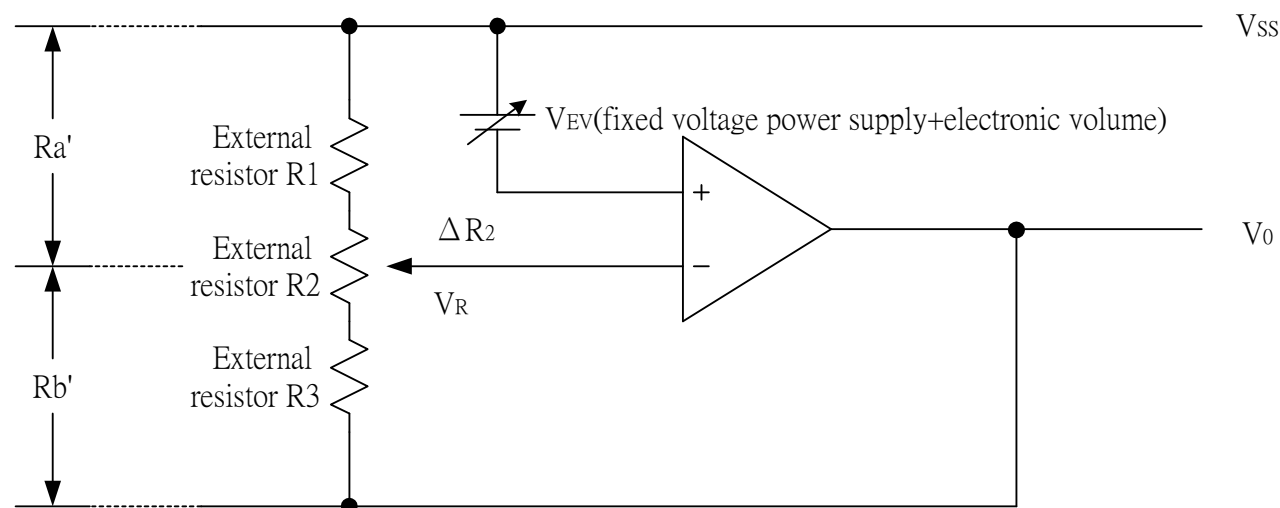 VSS
VEV(fixed voltage power supply+electronic volume)
Ra'
External
resistor R1
+
ΔR2
V0
External
resistor R2
−
VR
External
resistor R3
Rb'